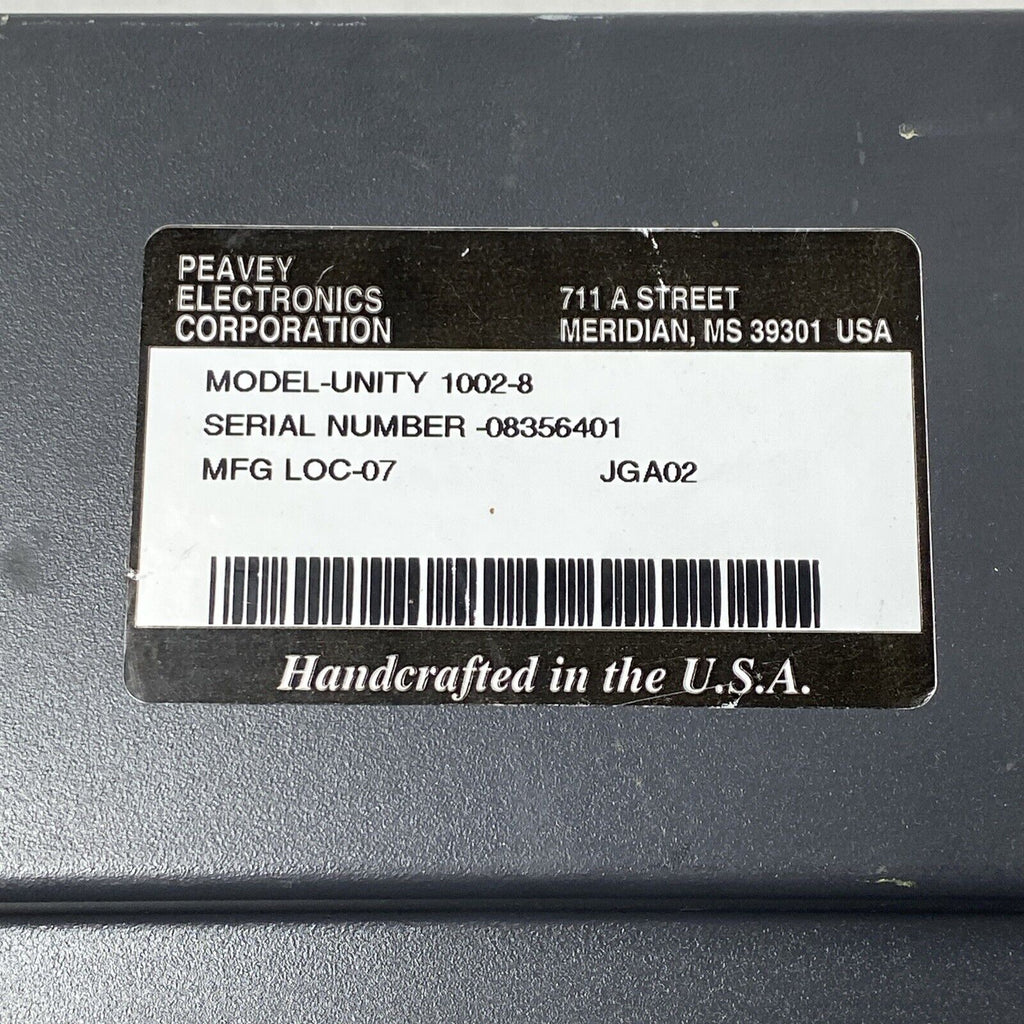 PEAVEY
ELECTRONICS
CORPORATION
711 A STREET
MERIDIAN, MS 39301 USA
MODEL-UNITY 1002-8
SERIAL NUMBER -08356401
MFG LOC-07 JGA02
Handcrafted in the U.S.A.